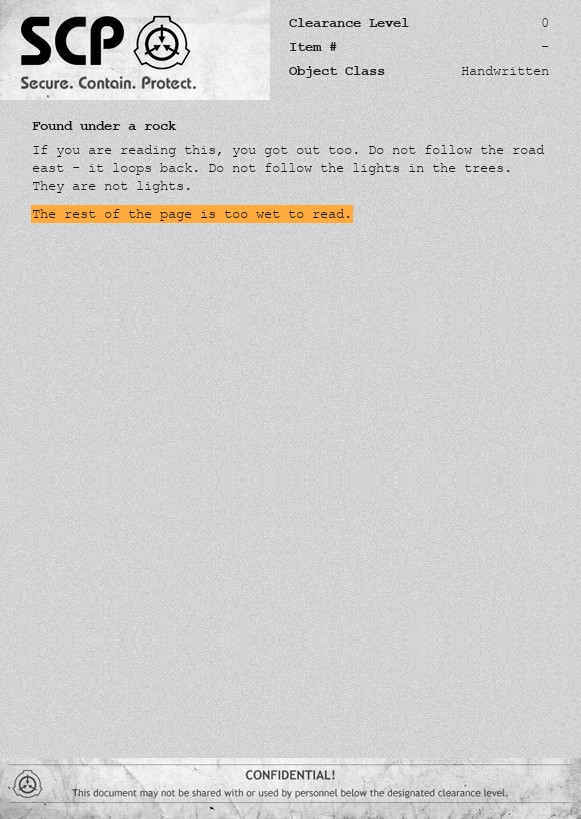 SCP
Secure. Contain. Protect.
Clearance Level 0
Item # -
Object Class Handwritten
Found under a rock
If you are reading this, you got out too. Do not follow the road
east - it loops back. Do not follow the lights in the trees.
They are not lights.
The rest of the page is too wet to read.
CONFIDENTIAL!
This document may not be shared with or used by personnel below the designated clearance level.